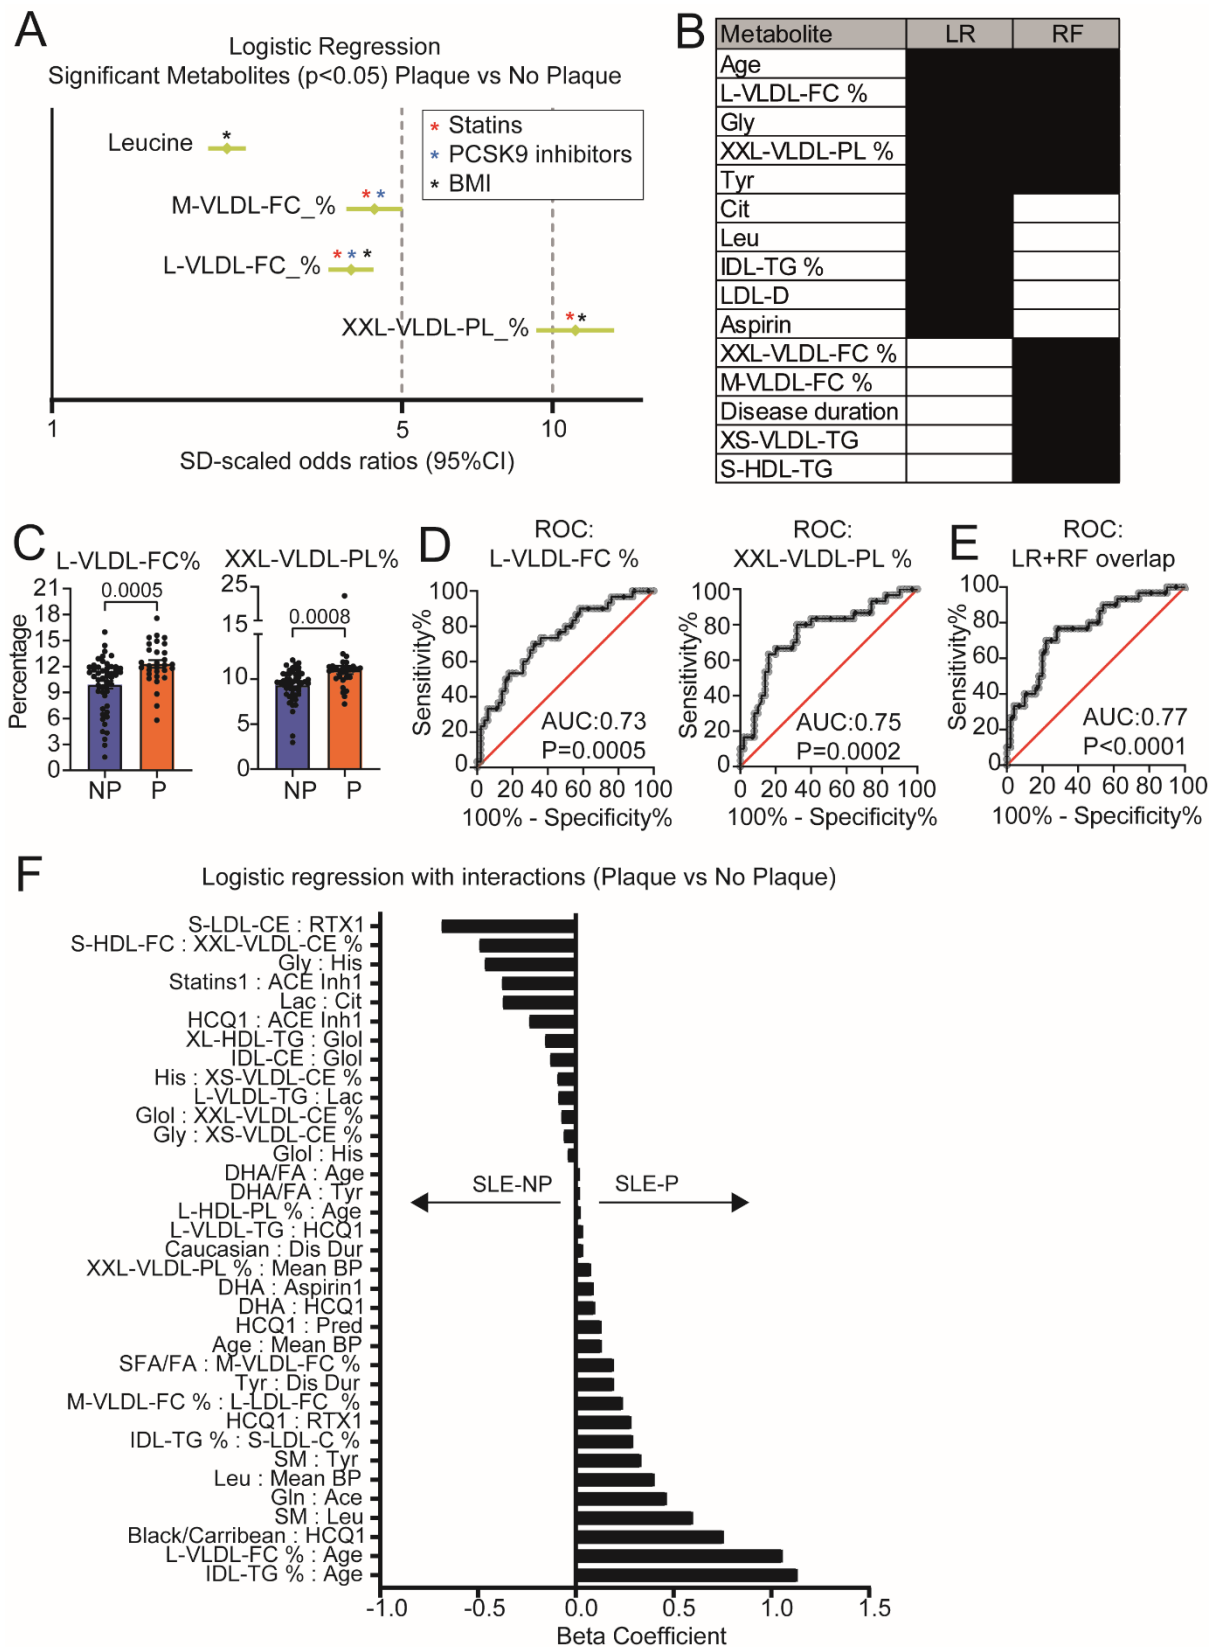 A
Logistic Regression
Significant Metabolites (p<0.05) Plaque vs No Plaque
* Statins
* PCSK9 inhibitors
* BMI
Leucine
*
M-VLDL-FC_%
* *
L-VLDL-FC_%
* * *
XXL-VLDL-PL_%
* *
1
5
10
SD-scaled odds ratios (95%CI)
B
Metabolite LR RF
Age
L-VLDL-FC %
Gly
XXL-VLDL-PL %
Tyr
Cit
Leu
IDL-TG %
LDL-D
Aspirin
XXL-VLDL-FC %
M-VLDL-FC %
Disease duration
XS-VLDL-TG
S-HDL-TG
C
L-VLDL-FC%
Percentage
21
18
15
12
9
6
3
0
0.0005
NP P
XXL-VLDL-PL%
25
15
15
10
5
0
0.0008
NP P
D
ROC:
L-VLDL-FC %
Sensitivity%
100
80
60
40
20
0
AUC:0.73
P=0.0005
0 20 40 60 80 100
100% - Specificity%
ROC:
XXL-VLDL-PL %
Sensitivity%
100
80
60
40
20
0
AUC:0.75
P=0.0002
0 20 40 60 80 100
100% - Specificity%
E
ROC:
LR+RF overlap
Sensitivity%
100
80
60
40
20
0
AUC:0.77
P<0.0001
0 20 40 60 80 100
100% - Specificity%
F
Logistic regression with interactions (Plaque vs No Plaque)
S-LDL-CE : RTX1
S-HDL-FC : XXL-VLDL-CE %
Gly : His
Statins1 : ACE Inh1
Lac : Cit
HCQ1 : ACE Inh1
XL-HDL-TG : Glol
IDL-CE : Glol
His : XS-VLDL-CE %
L-VLDL-TG : Lac
Glol : XXL-VLDL-CE %
Gly : XS-VLDL-CE %
Glol : His
DHA/FA : Age
DHA/FA : Tyr
L-HDL-PL % : Age
L-VLDL-TG : HCQ1
Caucasian : Dis Dur
XXL-VLDL-PL % : Mean BP
DHA : Aspirin1
DHA : HCQ1
HCQ1 : Pred
Age : Mean BP
SFA/FA : M-VLDL-FC %
Tyr : Dis Dur
M-VLDL-FC % : L-LDL-FC %
HCQ1 : RTX1
IDL-TG % : S-LDL-C %
SM : Tyr
Leu : Mean BP
Gln : Ace
SM : Leu
Black/Carribean : HCQ1
L-VLDL-FC % : Age
IDL-TG % : Age
SLE-NP SLE-P
-1.0 -0.5 0.0 0.5 1.0 1.5
Beta Coefficient